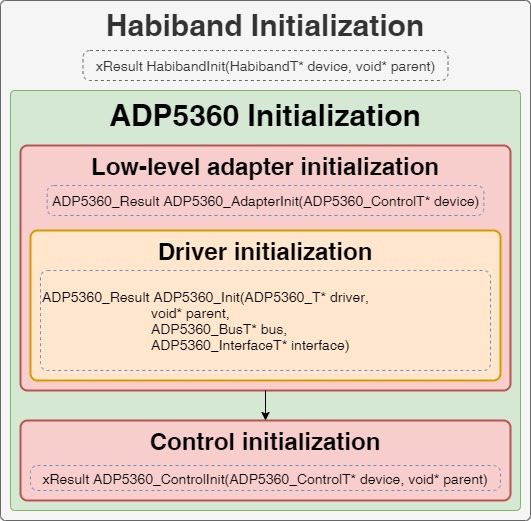 Habiband Initialization
xResult HabibandInit(HabibandT* device, void* parent)
ADP5360 Initialization
Low-level adapter initialization
ADP5360_Result ADP5360_AdapterInit(ADP5360_ControlT* device)
Driver initialization
ADP5360_Result ADP5360_Init(ADP5360_T* driver,
void* parent,
ADP5360_BusT* bus,
ADP5360_InterfaceT* interface)
Control initialization
xResult ADP5360_ControlInit(ADP5360_ControlT* device, void* parent)